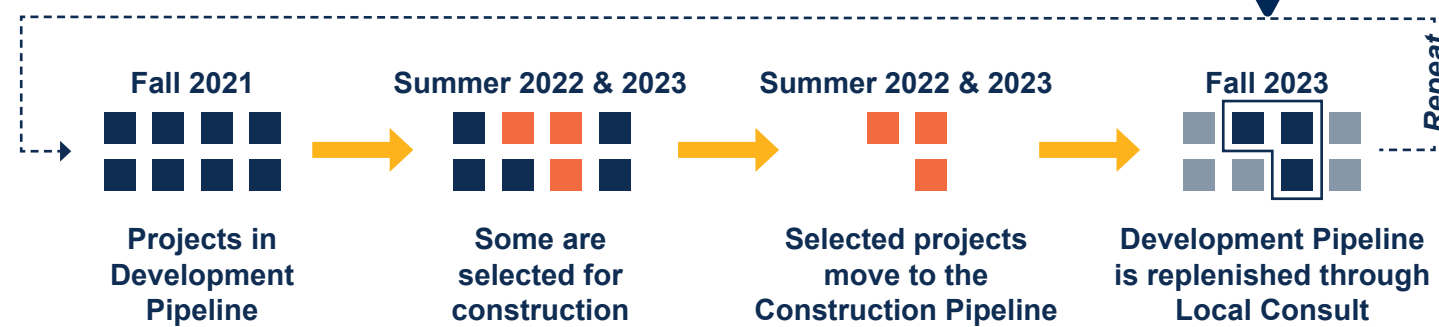 Fall 2021
Summer 2022 & 2023
Summer 2022 & 2023
Fall 2023
Repeat
Projects in
Development
Pipeline
Some are
selected for
construction
Selected projects
move to the
Construction Pipeline
Development Pipeline
is replenished through
Local Consult